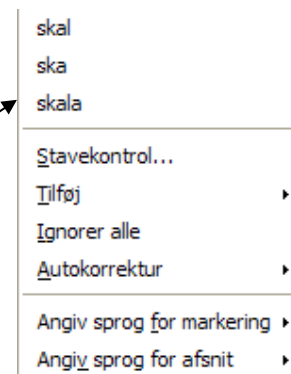 skal
ska
skala
Stavekontrol...
Tilføj
Ignorer alle
Autokorrektur
Angiv sprog for markering
Angiv sprog for afsnit